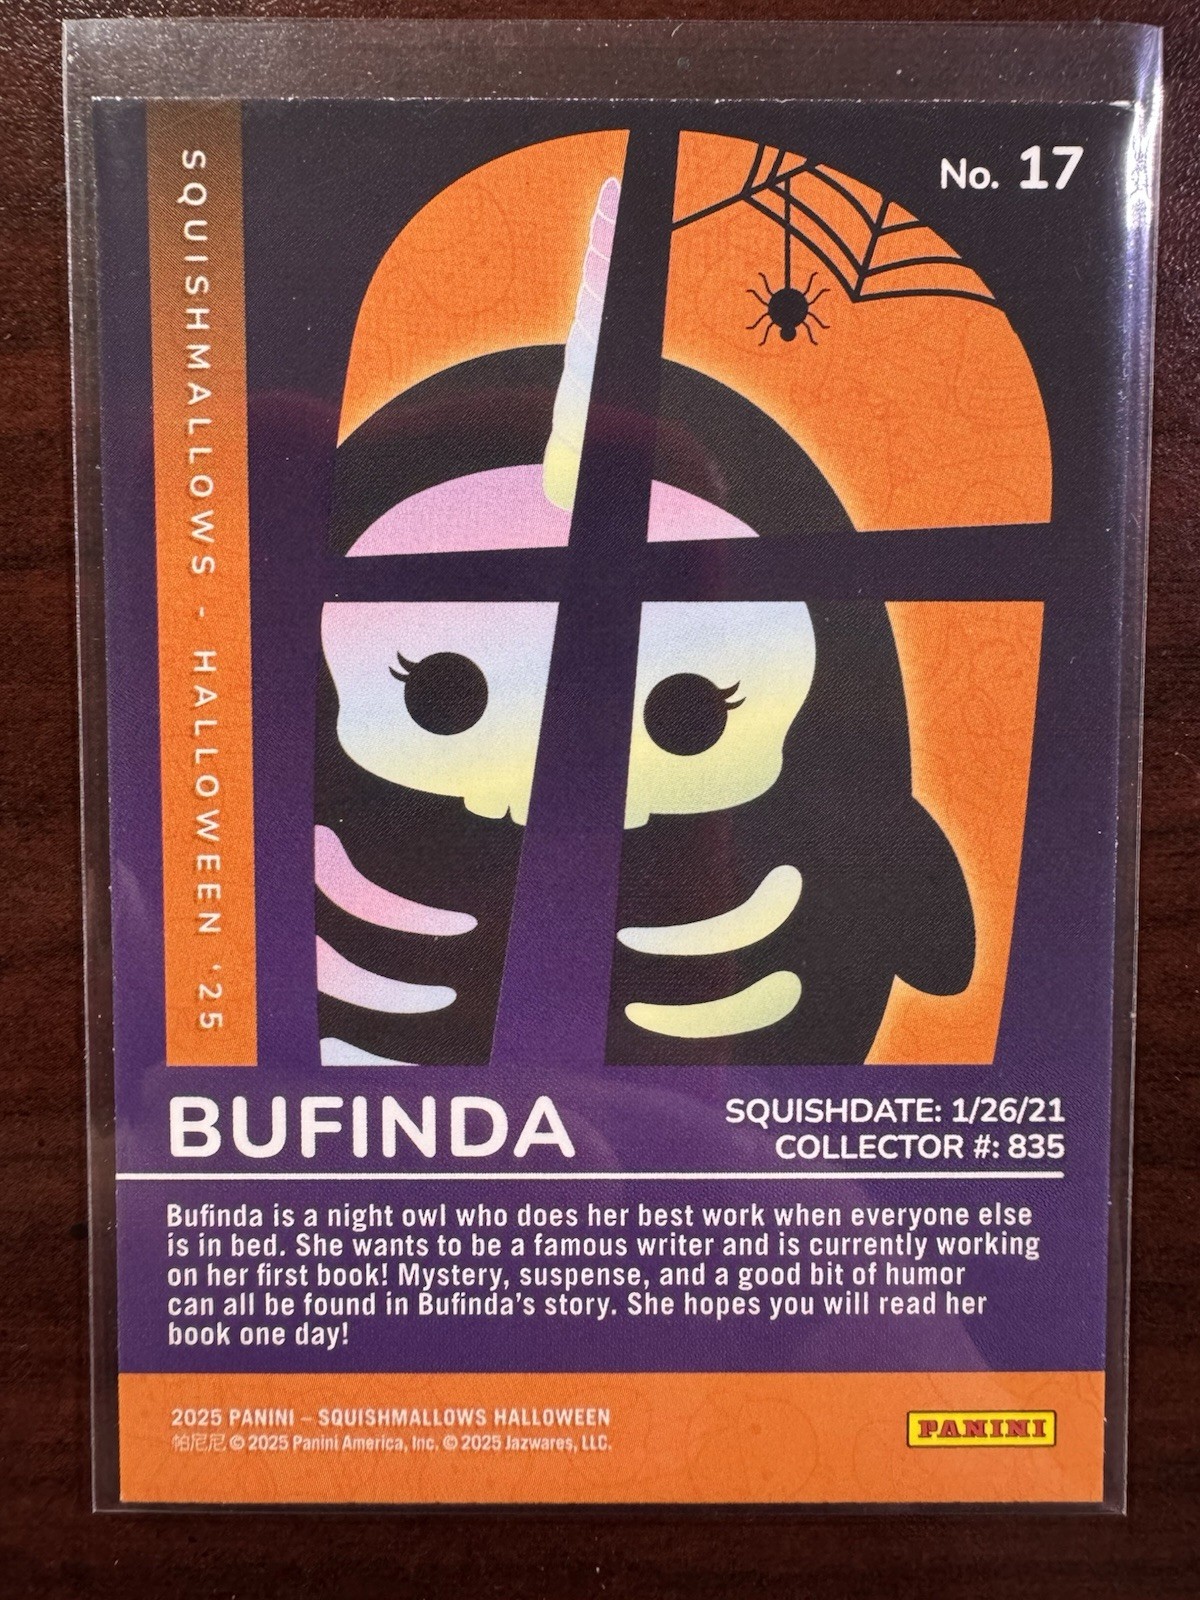 No. 17
SQUISHMALLOWS - HALLOWEEN '25
BUFINDA
SQUISHDATE: 1/26/21
COLLECTOR #: 835
Bufinda is a night owl who does her best work when everyone else
is in bed. She wants to be a famous writer and is currently working
on her first book! Mystery, suspense, and a good bit of humor
can all be found in Bufinda's story. She hopes you will read her
book one day!
2025 PANINI – SQUISHMALLOWS HALLOWEEN
帕尼尼 © 2025 Panini America, Inc. © 2025 Jazwares, LLC.
PANINI